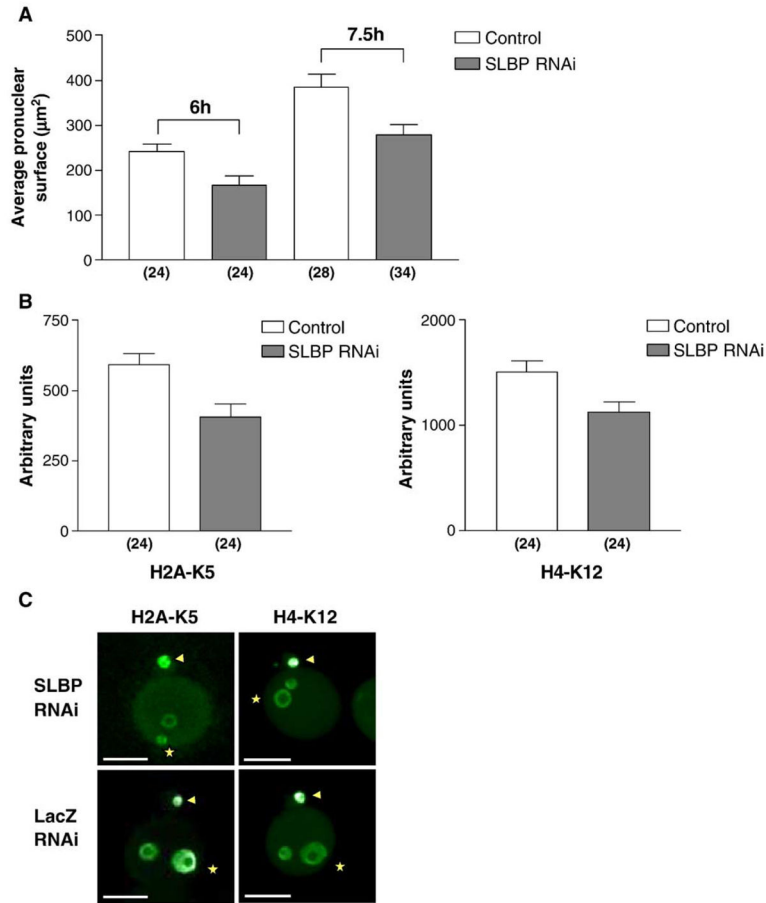 A
500
400
300
200
100
0
Average pronuclear
surface (μm²)
6h
7.5h
Control
SLBP RNAi
(24) (24) (28) (34)
B
750
500
250
0
Arbitrary units
Control
SLBP RNAi
(24) (24)
H2A-K5
2000
1000
0
Arbitrary units
Control
SLBP RNAi
(24) (24)
H4-K12
C
H2A-K5 H4-K12
SLBP
RNAi
LacZ
RNAi